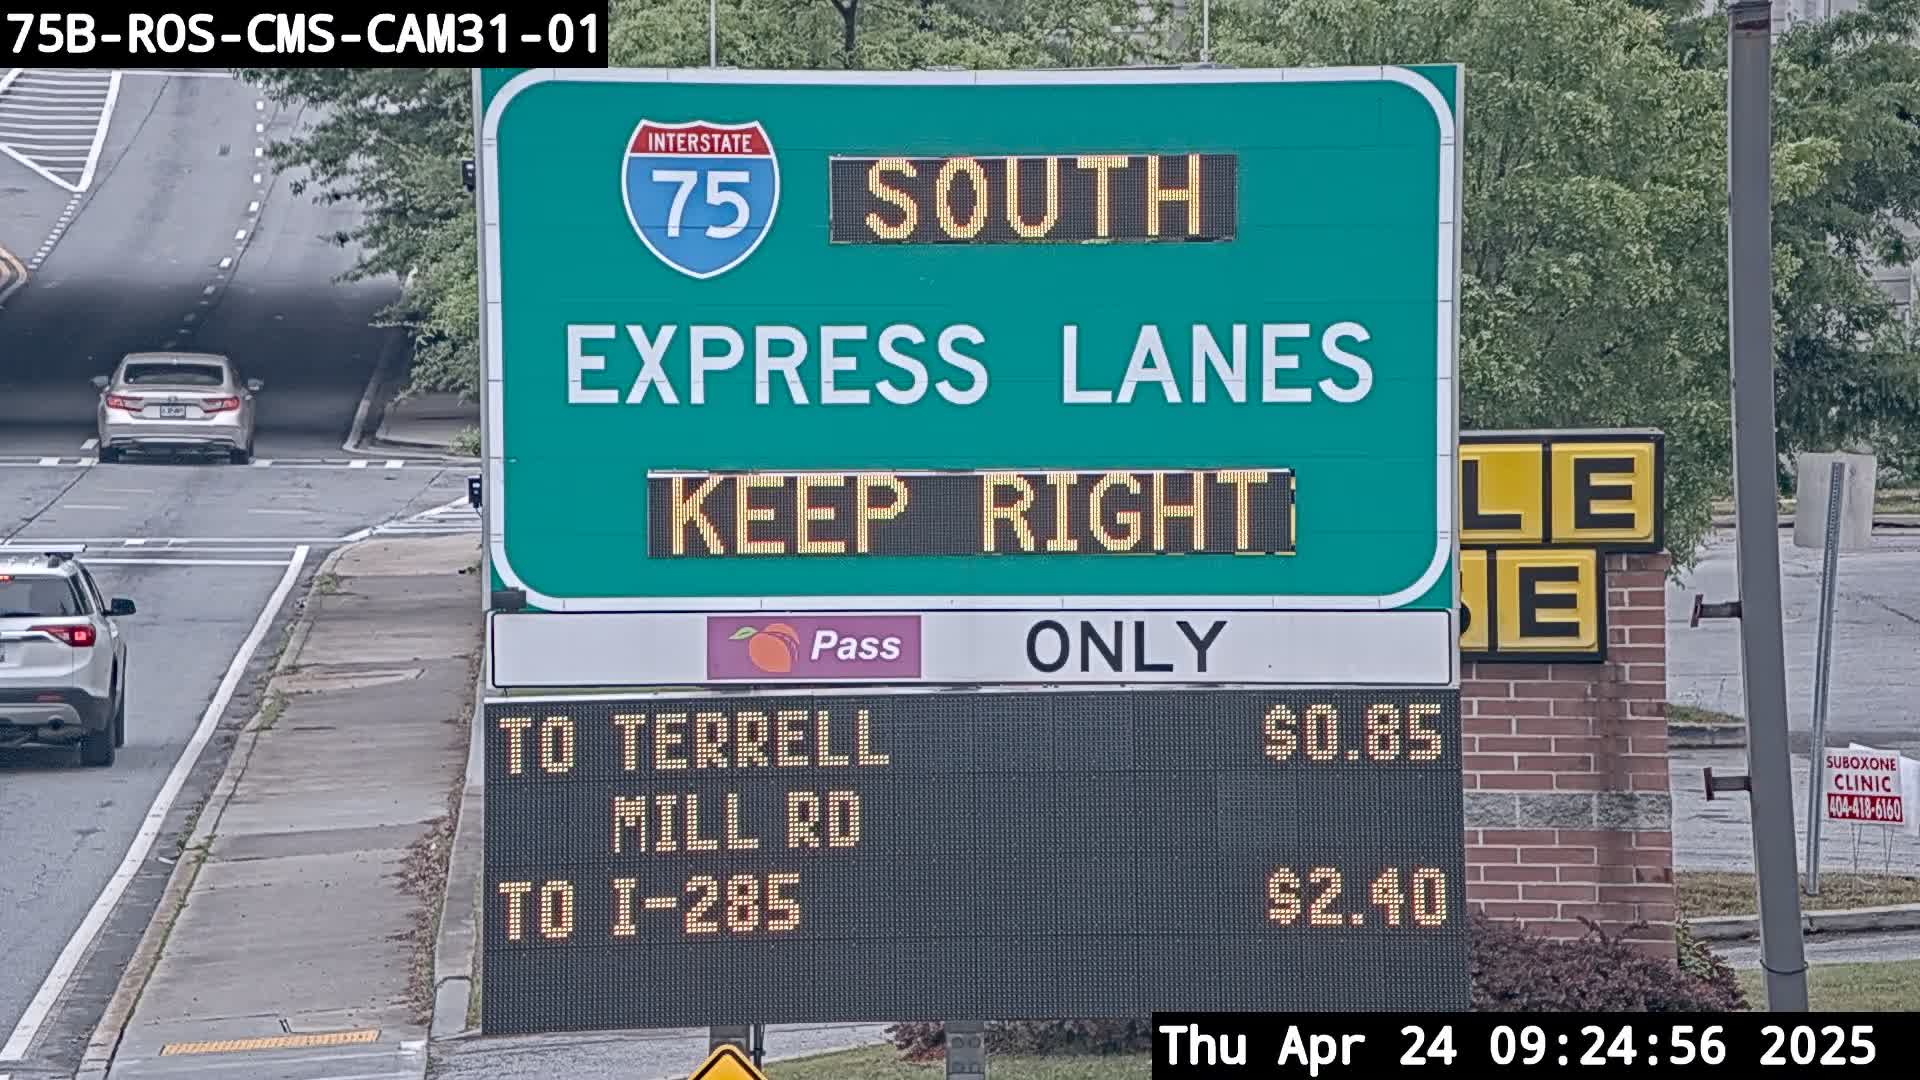 75B-ROS-CMS-CAM31-01
INTERSTATE
75
SOUTH
EXPRESS LANES
KEEP RIGHT
Pass ONLY
TO TERRELL $0.85
MILL RD
TO I-285 $2.40
LE
E
SUBOXONE
CLINIC
404-418-6160
Thu Apr 24 09:24:56 2025